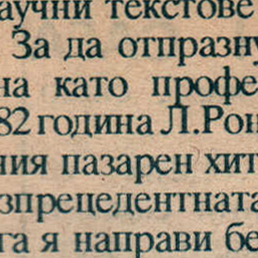 аучни текстове
За да отпразну
на като профе
82 година Л.Рон
ния пазарен хит
зпрецедентната
га я направи бе